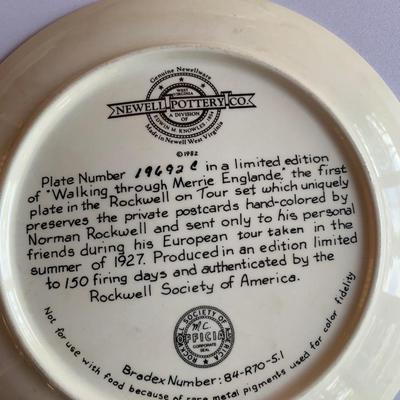 Genuine Newellware
WEST
VIRGINIA
NEWELL POTTERY CO.
A DIVISION
OF
EDWIN M. KNOWLES, 1854
Made in Newell West Virginia
©1982
Plate Number 19692 C in a limited edition
of "Walking through Merrie Englande," the first
plate in the Rockwell on Tour set which uniquely
preserves the private postcards hand-colored by
Norman Rockwell and sent only to his personal
friends during his European tour taken in the
summer of 1927. Produced in an edition limited
to 150 firing days and authenticated by the
Rockwell Society of America.
ROCKWELL SOCIETY OF AMERICA
M/C.
OFFICIAL
CORPORATE
SEAL
Bradex Number: 84-R70-5.1
Not for use with food because of rare metal pigments used for color fidelity